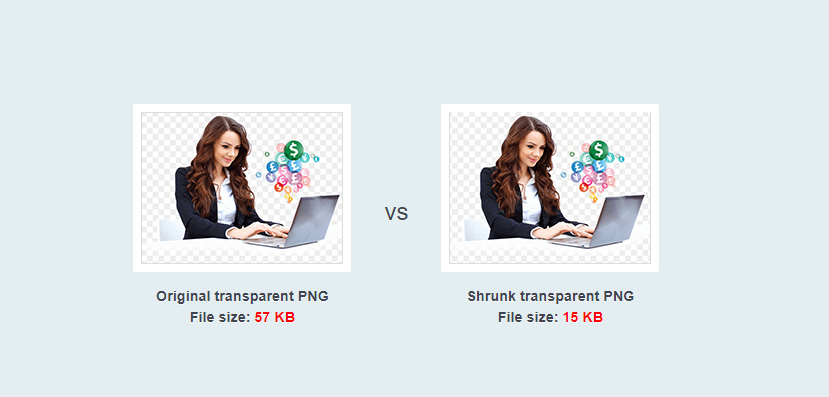 VS
Original transparent PNG
File size: 57 KB
Shrunk transparent PNG
File size: 15 KB